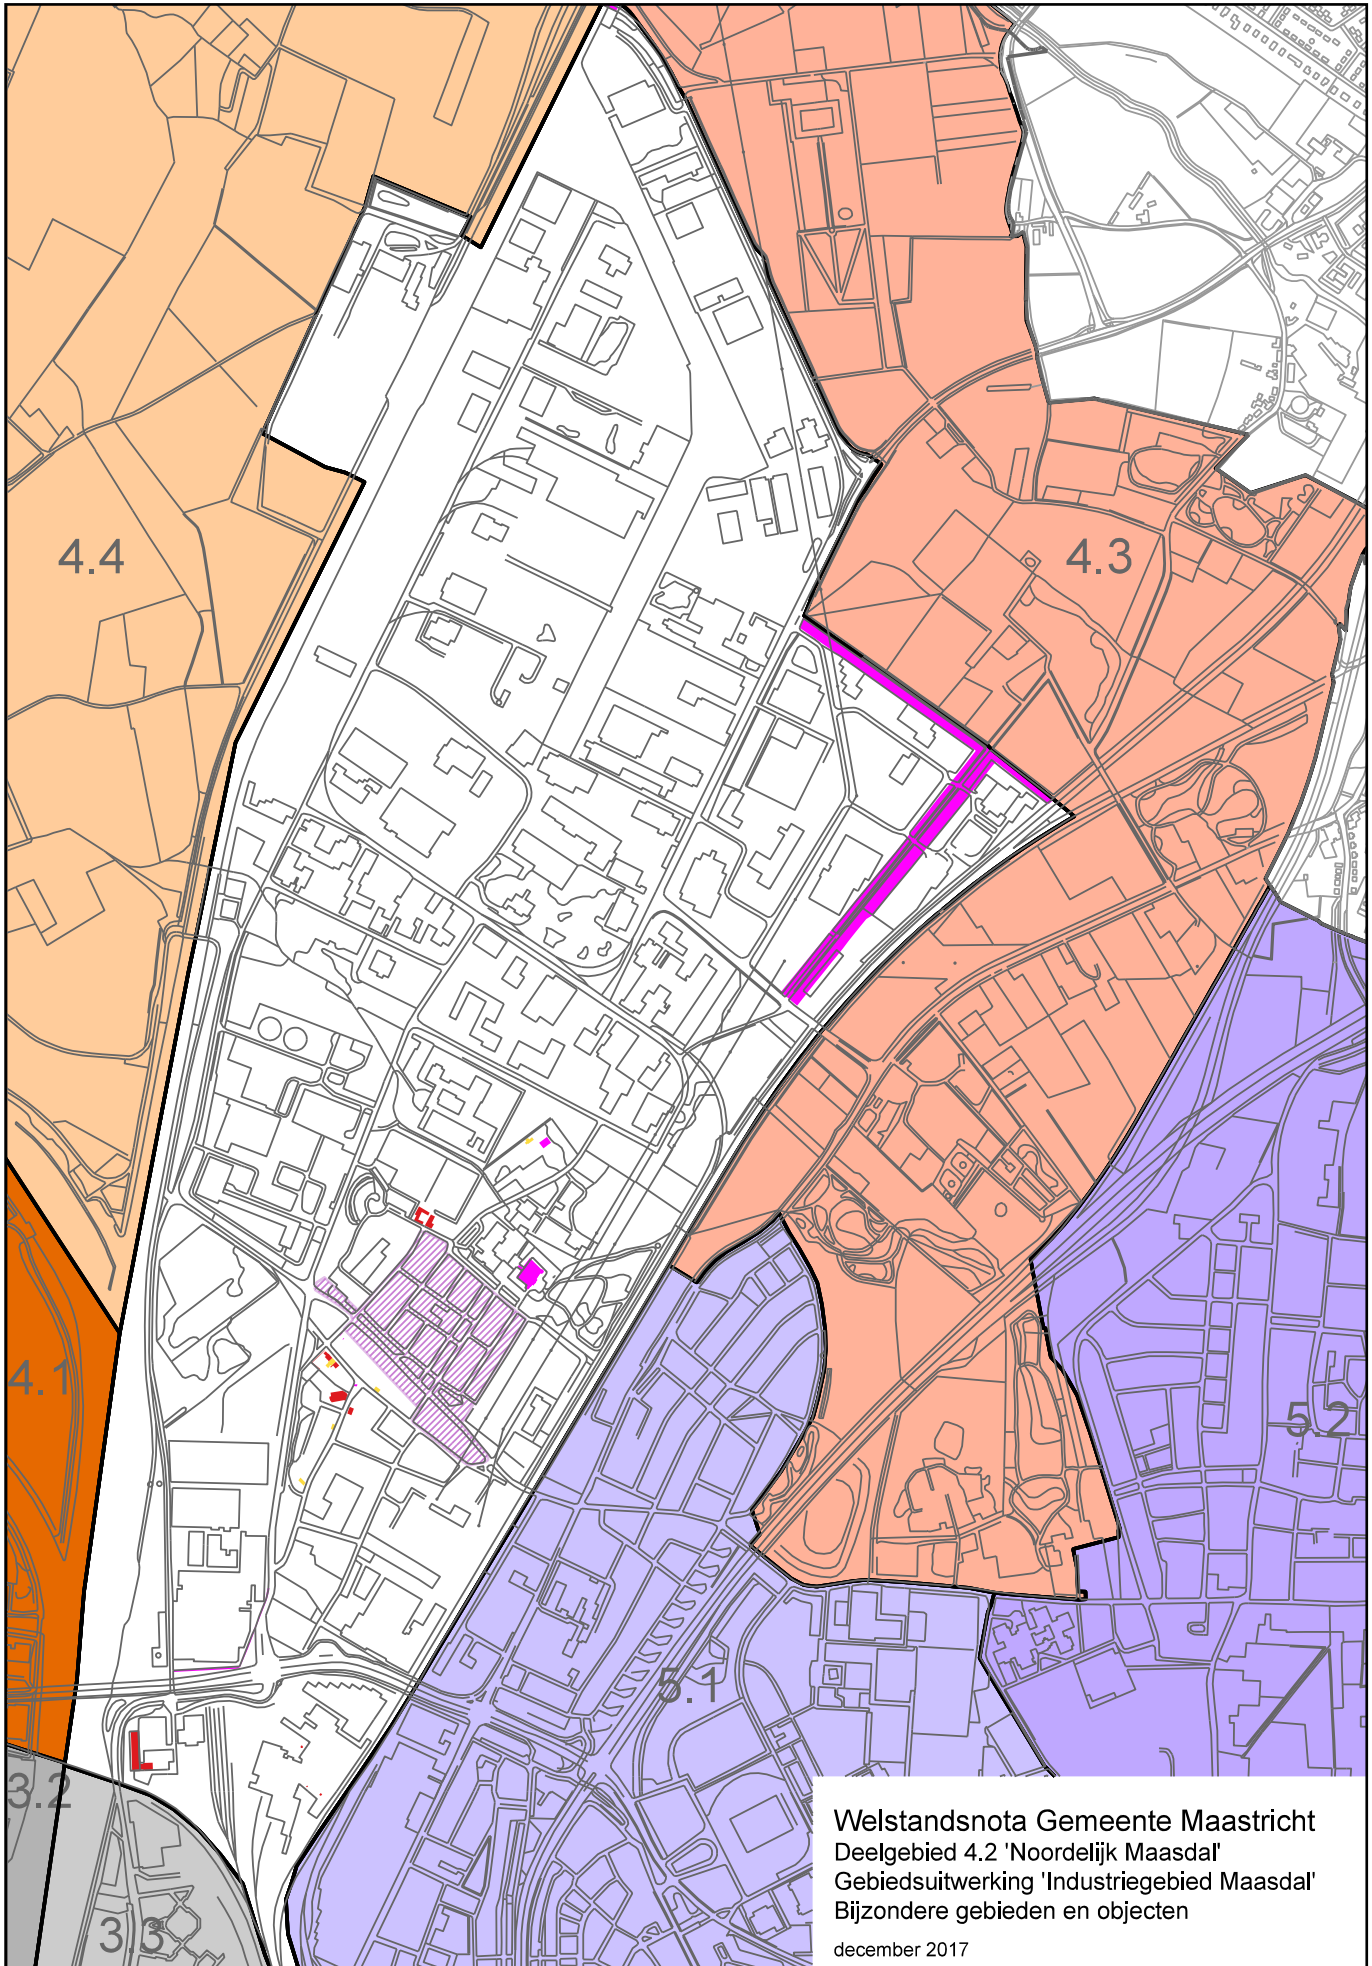 4.4
4.3
4.1
5.2
5.1
3.2
3.3
Welstandsnota Gemeente Maastricht
Deelgebied 4.2 'Noordelijk Maasdal'
Gebiedsuitwerking 'Industriegebied Maasdal'
Bijzondere gebieden en objecten
december 2017